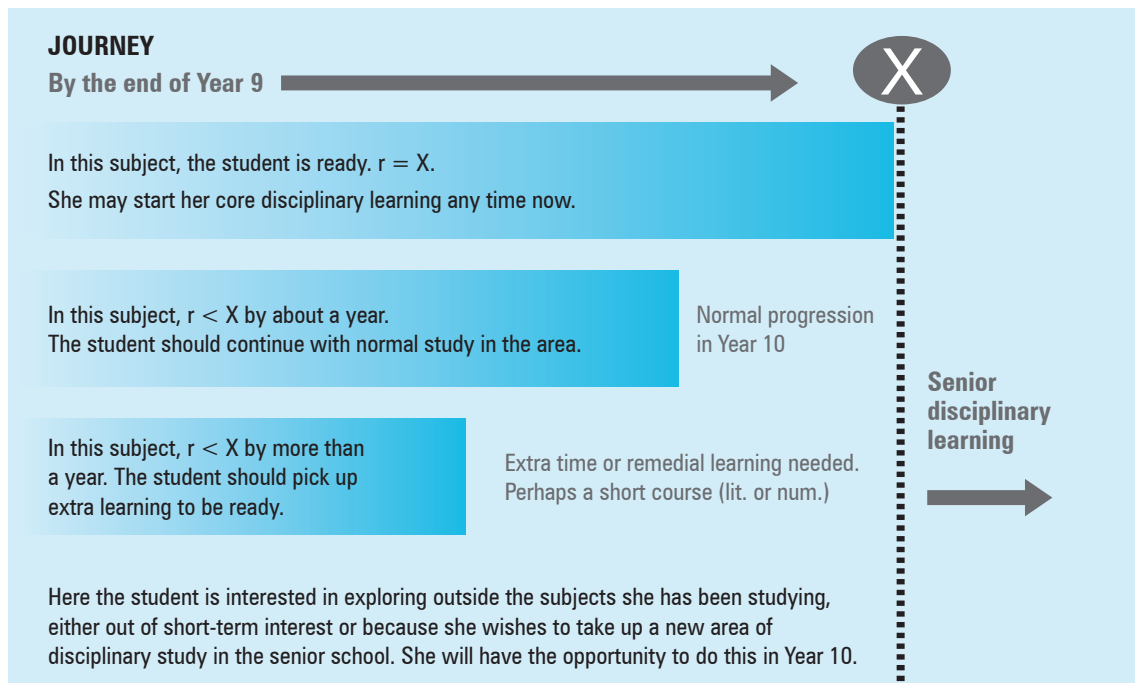 JOURNEY
By the end of Year 9
X
In this subject, the student is ready. r = X.
She may start her core disciplinary learning any time now.
In this subject, r < X by about a year.
The student should continue with normal study in the area.
Normal progression
in Year 10
Senior
disciplinary
learning
In this subject, r < X by more than
a year. The student should pick up
extra learning to be ready.
Extra time or remedial learning needed.
Perhaps a short course (lit. or num.)
Here the student is interested in exploring outside the subjects she has been studying,
either out of short-term interest or because she wishes to take up a new area of
disciplinary study in the senior school. She will have the opportunity to do this in Year 10.